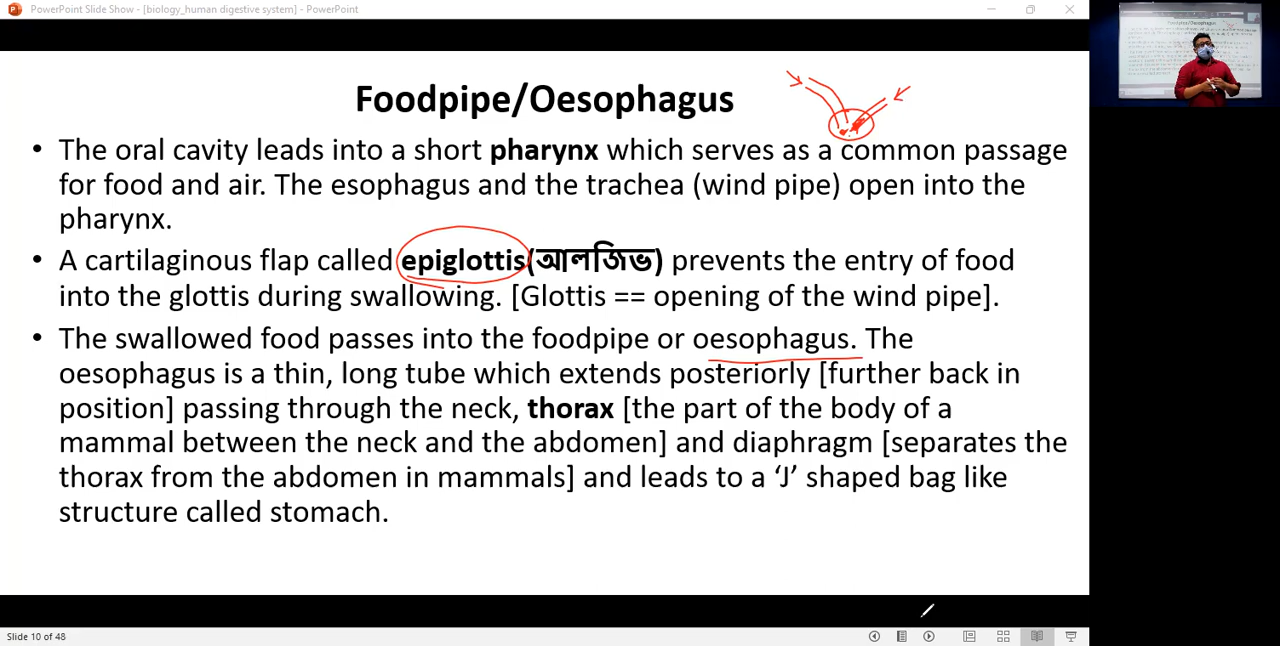 PowerPoint Slide Show - [biology_human digestive system] - PowerPoint
Foodpipe/Oesophagus
• The oral cavity leads into a short pharynx which serves as a common passage
for food and air. The esophagus and the trachea (wind pipe) open into the
pharynx.
• A cartilaginous flap called epiglottis(আলজিভ) prevents the entry of food
into the glottis during swallowing. [Glottis == opening of the wind pipe].
• The swallowed food passes into the foodpipe or oesophagus. The
oesophagus is a thin, long tube which extends posteriorly [further back in
position] passing through the neck, thorax [the part of the body of a
mammal between the neck and the abdomen] and diaphragm [separates the
thorax from the abdomen in mammals] and leads to a ‘J’ shaped bag like
structure called stomach.
Slide 10 of 48